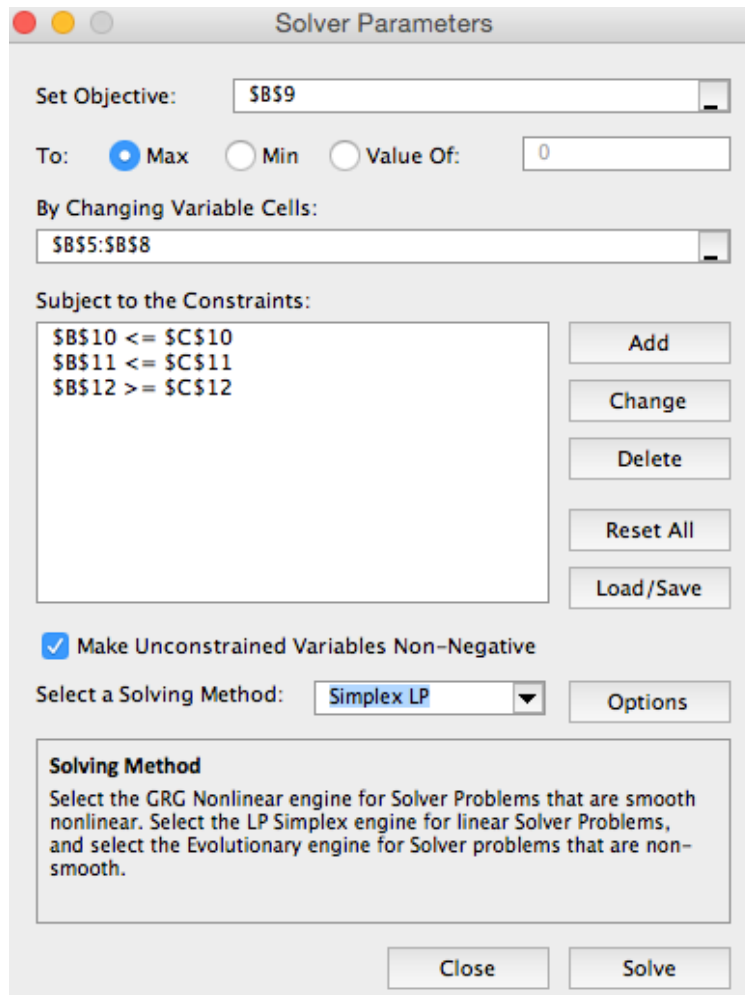 Solver Parameters
Set Objective: $B$9
To: Max Min Value Of: 0
By Changing Variable Cells:
$B$5:$B$8
Subject to the Constraints:
$B$10 <= $C$10
$B$11 <= $C$11
$B$12 >= $C$12
Add
Change
Delete
Reset All
Load/Save
Make Unconstrained Variables Non-Negative
Select a Solving Method: Simplex LP Options
Solving Method
Select the GRG Nonlinear engine for Solver Problems that are smooth
nonlinear. Select the LP Simplex engine for linear Solver Problems,
and select the Evolutionary engine for Solver problems that are non-
smooth.
Close Solve